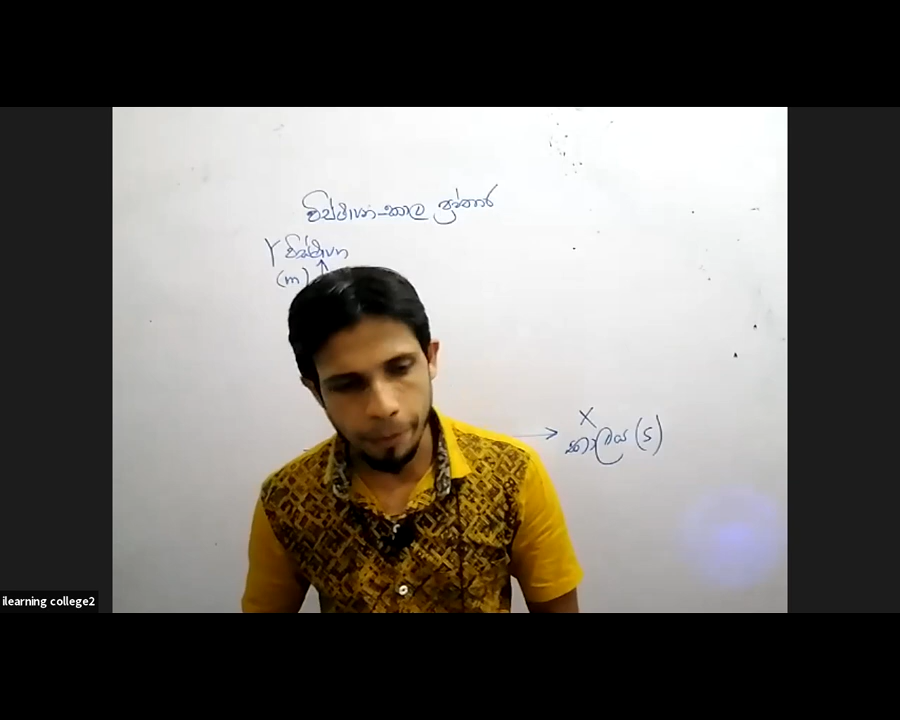 විස්ථාපන-කාල ප්‍රස්තාර
Y විස්ථාපන
(m)
X
කාලය (s)
ilearning college2